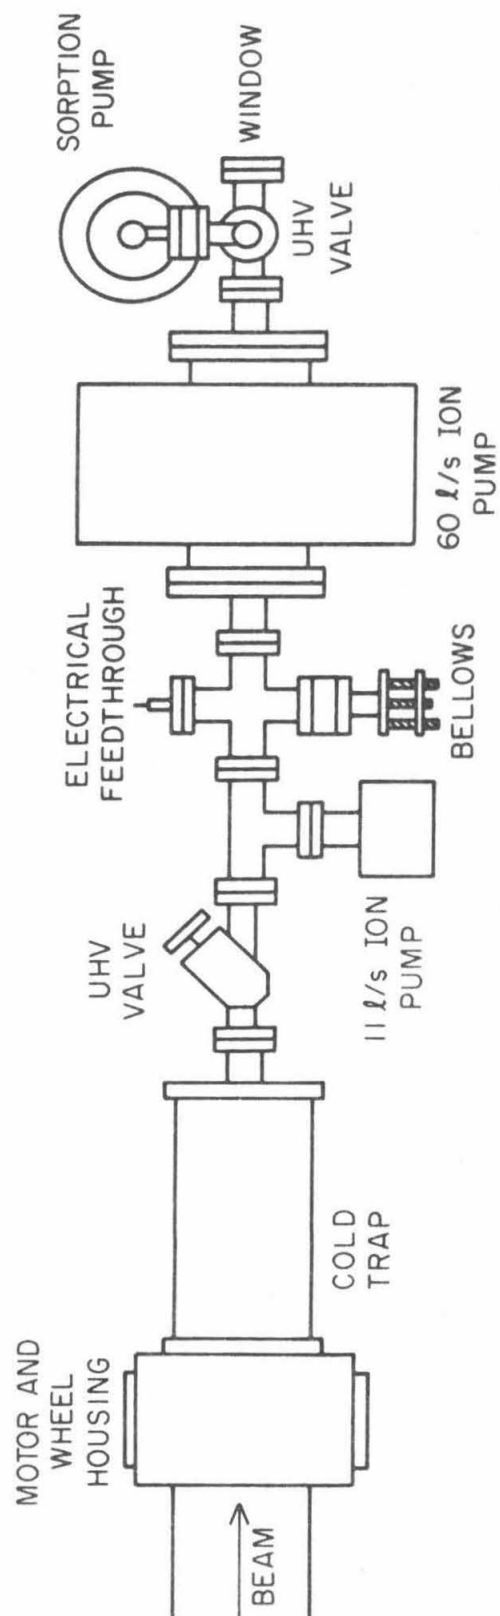 SORPTION
PUMP
WINDOW
UHV
VALVE
60 ℓ/s ION
PUMP
ELECTRICAL
FEEDTHROUGH
BELLOWS
11 ℓ/s ION
PUMP
UHV
VALVE
COLD
TRAP
MOTOR AND
WHEEL
HOUSING
BEAM